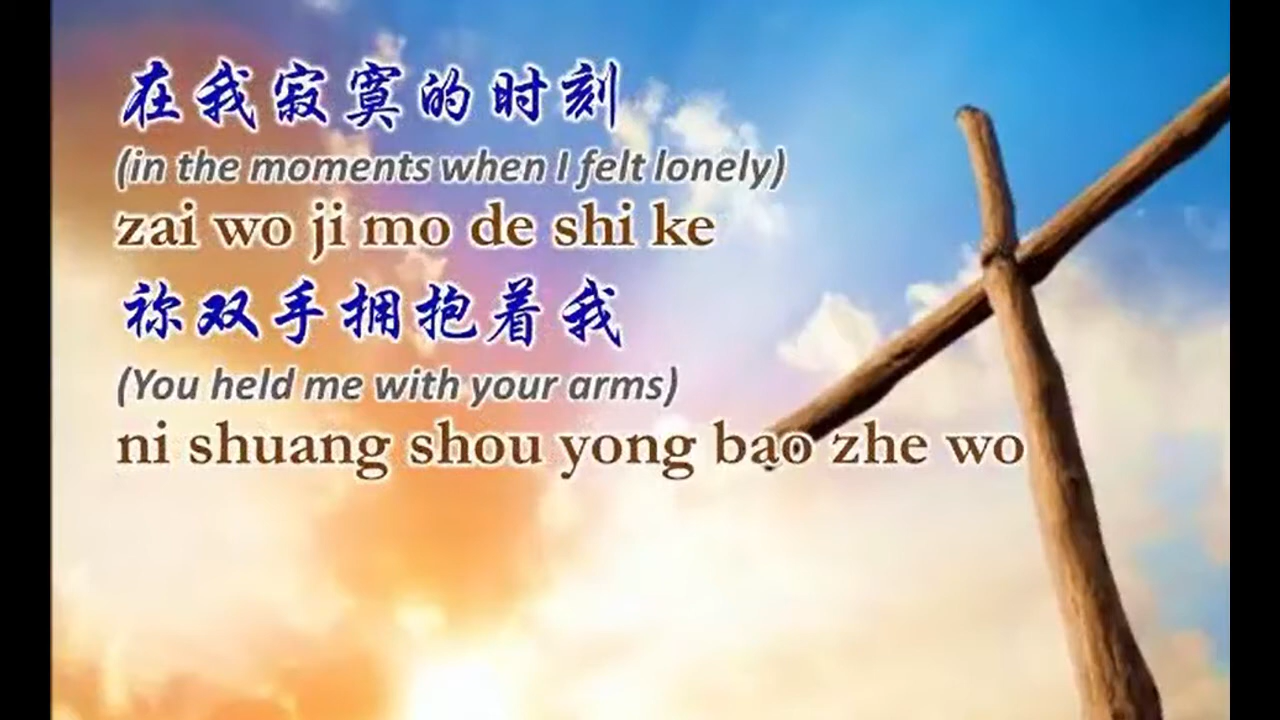 在我寂寞的时刻
(in the moments when I felt lonely)
zai wo ji mo de shi ke
祢双手拥抱着我
(You held me with your arms)
ni shuang shou yong bao zhe wo